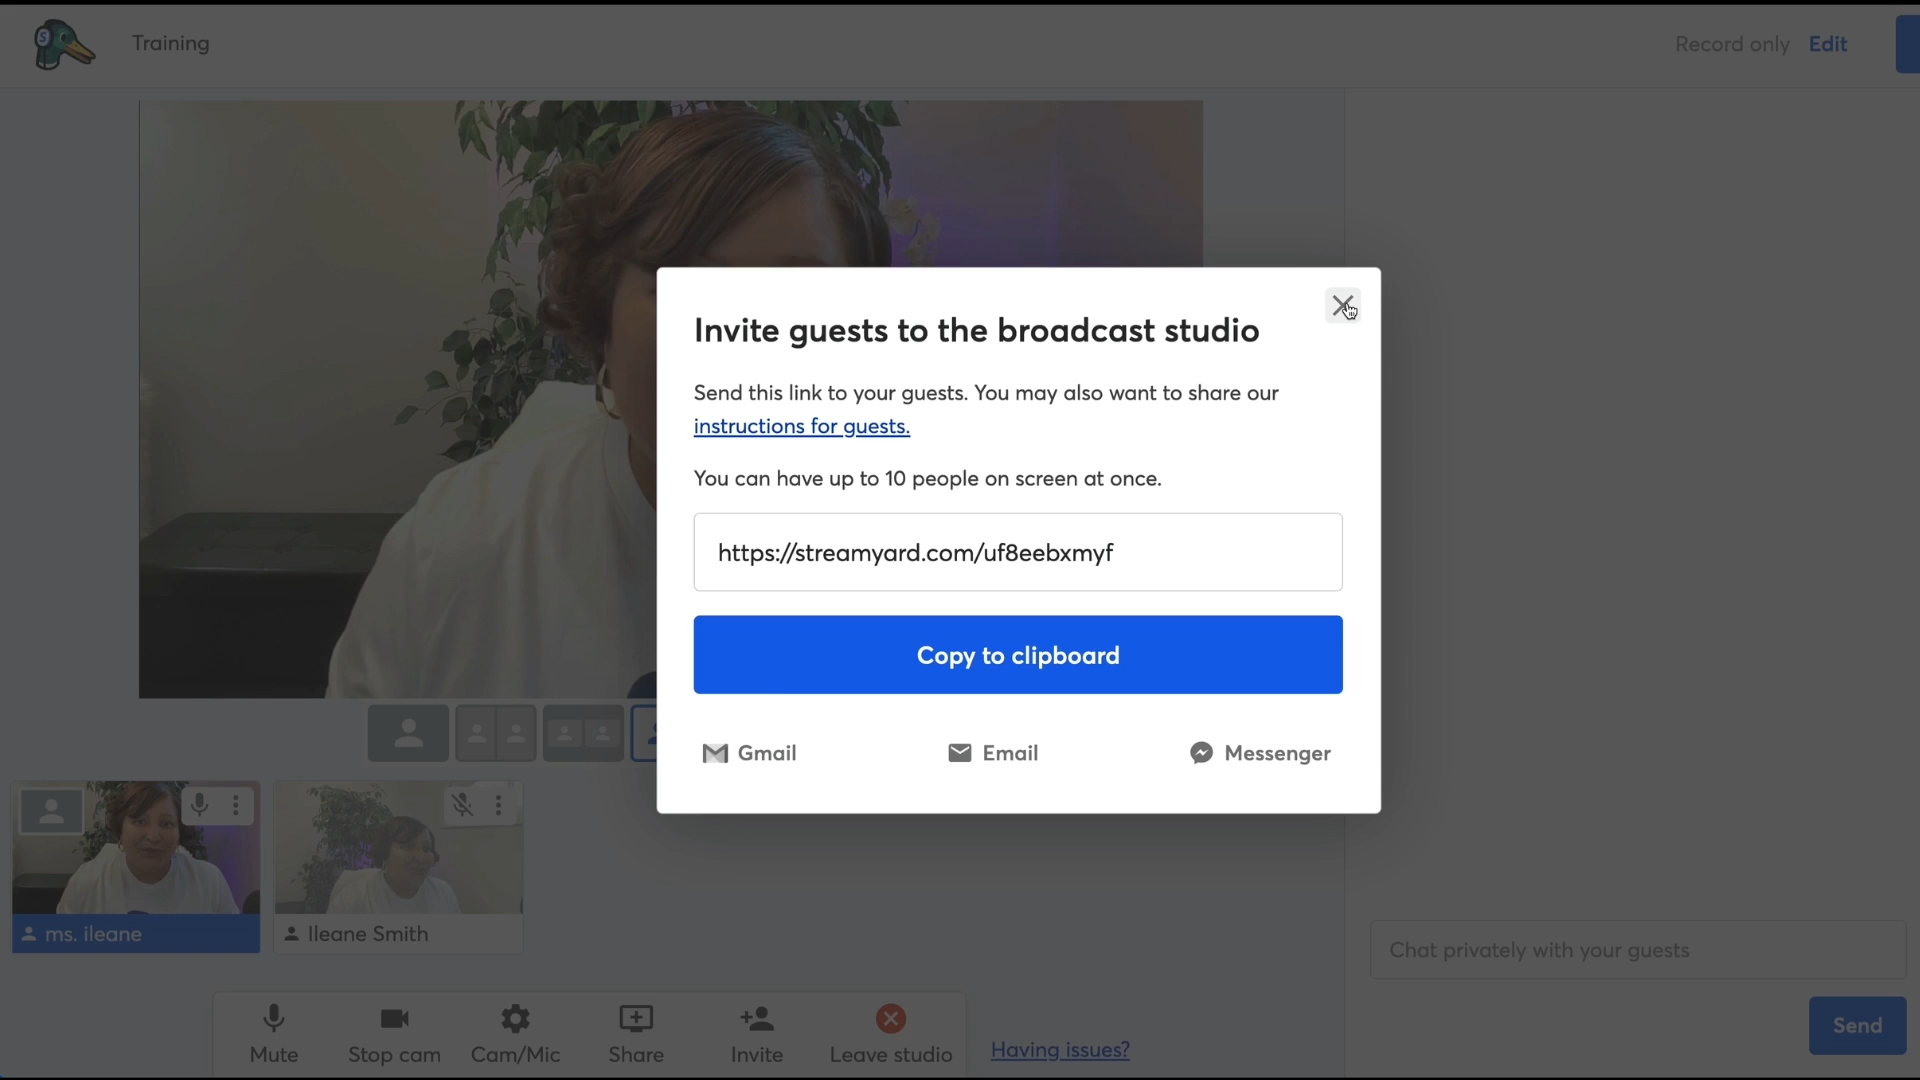 Training
Record only Edit
Invite guests to the broadcast studio
Send this link to your guests. You may also want to share our
instructions for guests.
You can have up to 10 people on screen at once.
https://streamyard.com/uf8eebxmyf
Copy to clipboard
Gmail
Email
Messenger
ms. ileane
Ileane Smith
Chat privately with your guests
Send
Mute
Stop cam
Cam/Mic
Share
Invite
Leave studio
Having issues?